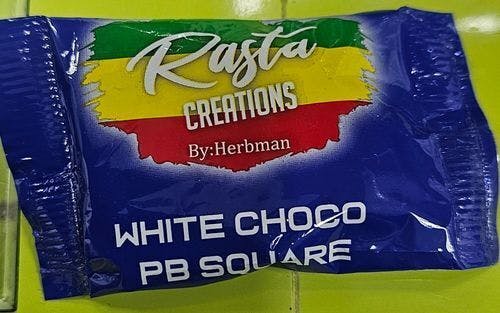 Rasta
CREATIONS
By:Herbman
WHITE CHOCO
PB SQUARE